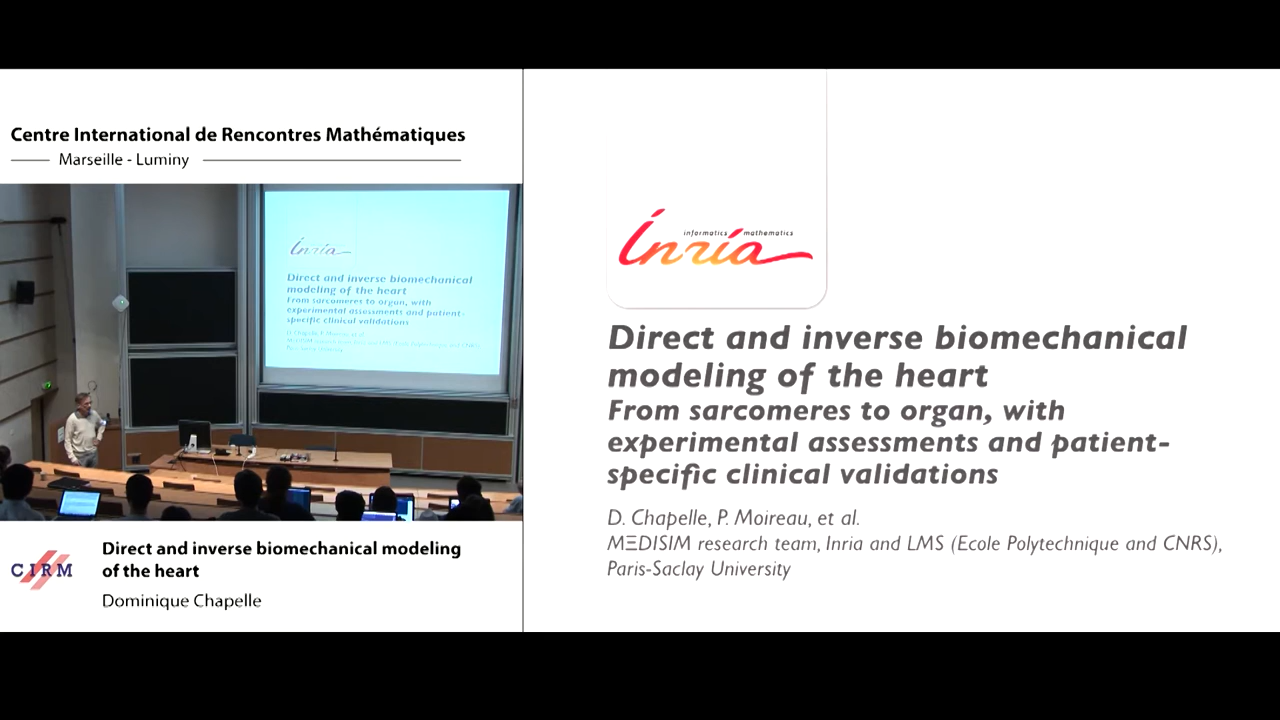 Centre International de Rencontres Mathématiques
Marseille - Luminy
Direct and inverse biomechanical
modeling of the heart
From sarcomeres to organ, with
experimental assessments and patient-
specific clinical validations
CIRM
Direct and inverse biomechanical modeling
of the heart
Dominique Chapelle
informatics mathematics
Inria
Direct and inverse biomechanical
modeling of the heart
From sarcomeres to organ, with
experimental assessments and patient-
specific clinical validations
D. Chapelle, P. Moireau, et al.
MΞDISIM research team, Inria and LMS (Ecole Polytechnique and CNRS),
Paris-Saclay University